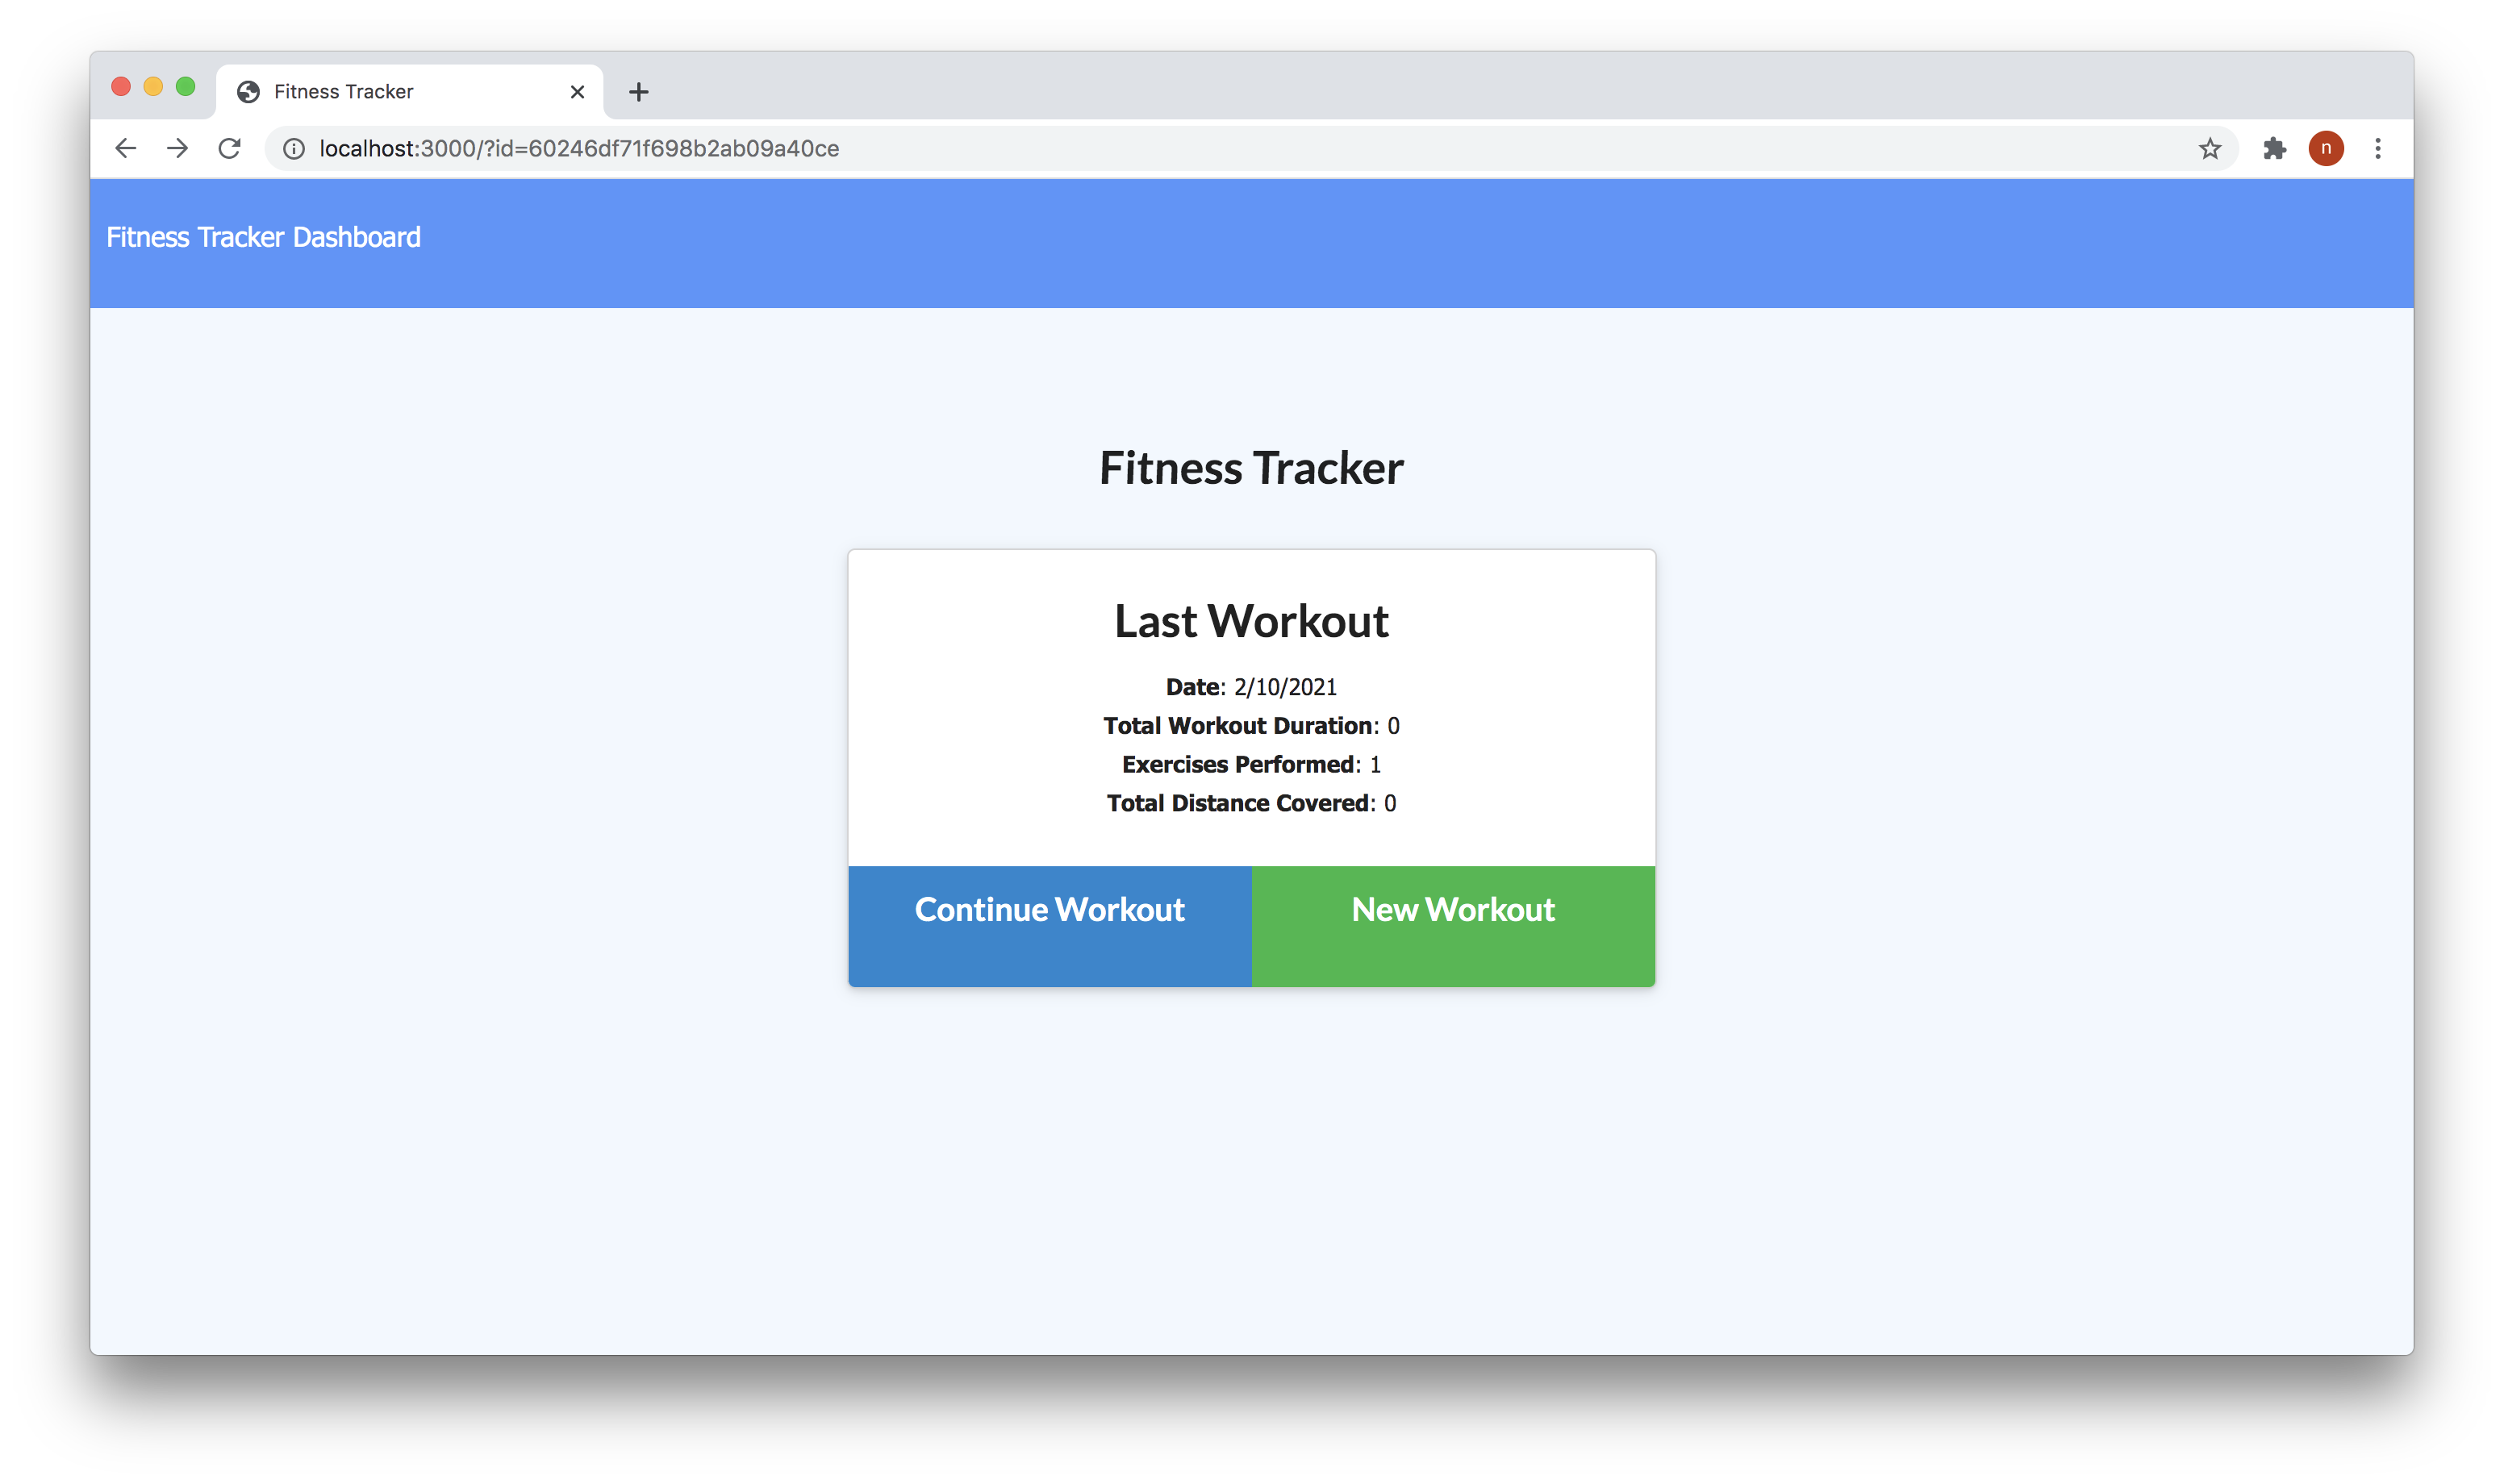 Fitness Tracker
localhost:3000/?id=60246df71f698b2ab09a40ce
n
Fitness Tracker Dashboard
Fitness Tracker
Last Workout
Date: 2/10/2021
Total Workout Duration: 0
Exercises Performed: 1
Total Distance Covered: 0
Continue Workout New Workout